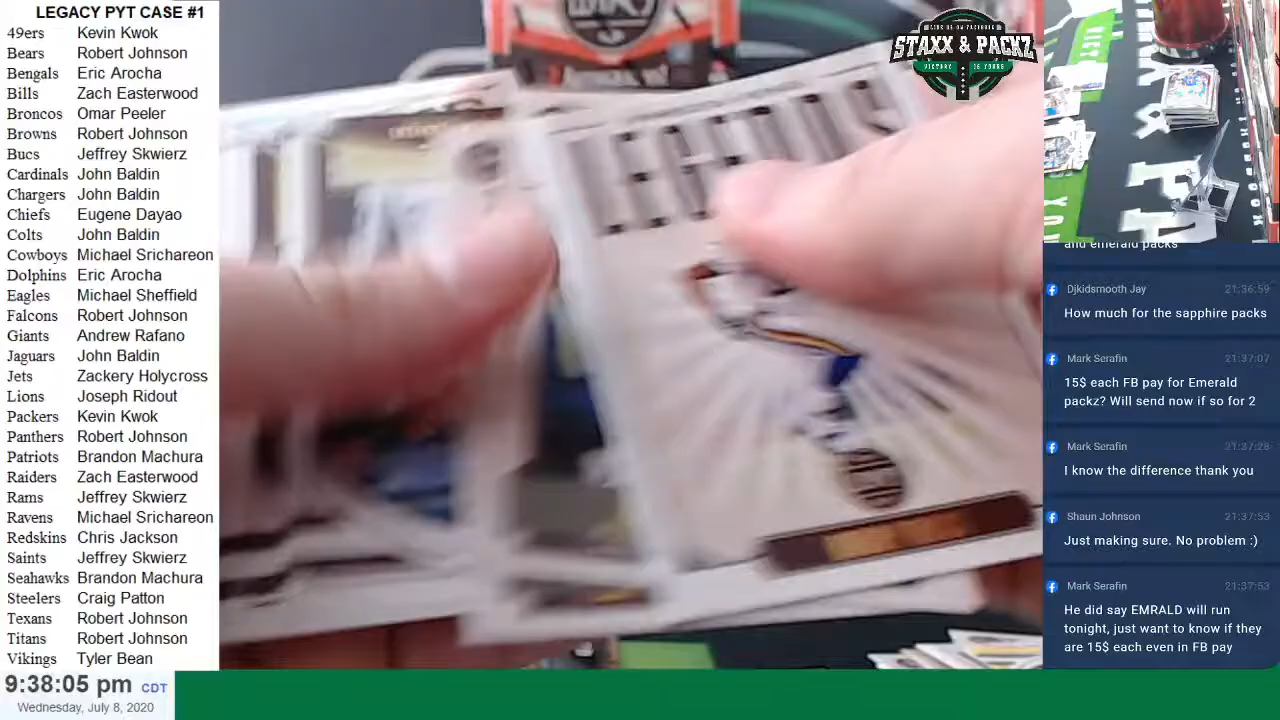 LEGACY PYT CASE #1
49ers Kevin Kwok
Bears Robert Johnson
Bengals Eric Arocha
Bills Zach Easterwood
Broncos Omar Peeler
Browns Robert Johnson
Bucs Jeffrey Skwierz
Cardinals John Baldin
Chargers John Baldin
Chiefs Eugene Dayao
Colts John Baldin
Cowboys Michael Srichareon
Dolphins Eric Arocha
Eagles Michael Sheffield
Falcons Robert Johnson
Giants Andrew Rafano
Jaguars John Baldin
Jets Zackery Holycross
Lions Joseph Ridout
Packers Kevin Kwok
Panthers Robert Johnson
Patriots Brandon Machura
Raiders Zach Easterwood
Rams Jeffrey Skwierz
Ravens Michael Srichareon
Redskins Chris Jackson
Saints Jeffrey Skwierz
Seahawks Brandon Machura
Steelers Craig Patton
Texans Robert Johnson
Titans Robert Johnson
Vikings Tyler Bean
9:38:05 pm CDT
Wednesday, July 8, 2020
LEGENDS
STAXX & PACKZ
VICTORY IS YOURS
and emerald packs
Djkidsmooth Jay 21:36:59
How much for the sapphire packs
Mark Serafin 21:37:07
15$ each FB pay for Emerald
packz? Will send now if so for 2
Mark Serafin 21:37:28
I know the difference thank you
Shaun Johnson 21:37:53
Just making sure. No problem :)
Mark Serafin 21:37:53
He did say EMRALD will run
tonight, just want to know if they
are 15$ each even in FB pay